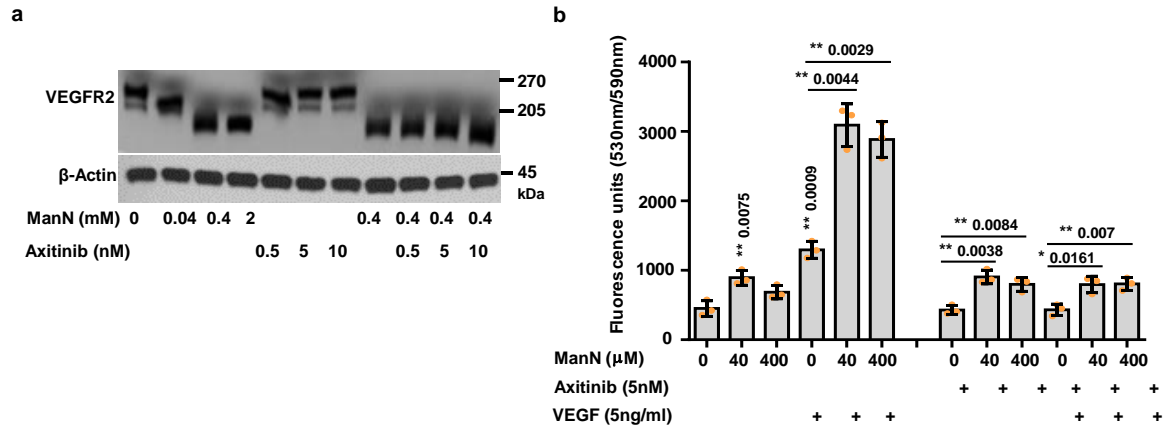 a
VEGFR2
270
205
β-Actin
45
kDa
ManN (mM) 0 0.04 0.4 2 0.4 0.4 0.4 0.4
Axitinib (nM) 0.5 5 10 0.5 5 10
b
Fluorescence units (530nm/590nm)
4000
3000
2000
1000
0
** 0.0075
** 0.0009
** 0.0029
** 0.0044
** 0.0084
** 0.0038
** 0.007
* 0.0161
ManN (μM) 0 40 400 0 40 400 0 40 400 0 40 400
Axitinib (5nM) + + + + + +
VEGF (5ng/ml) + + + + + +